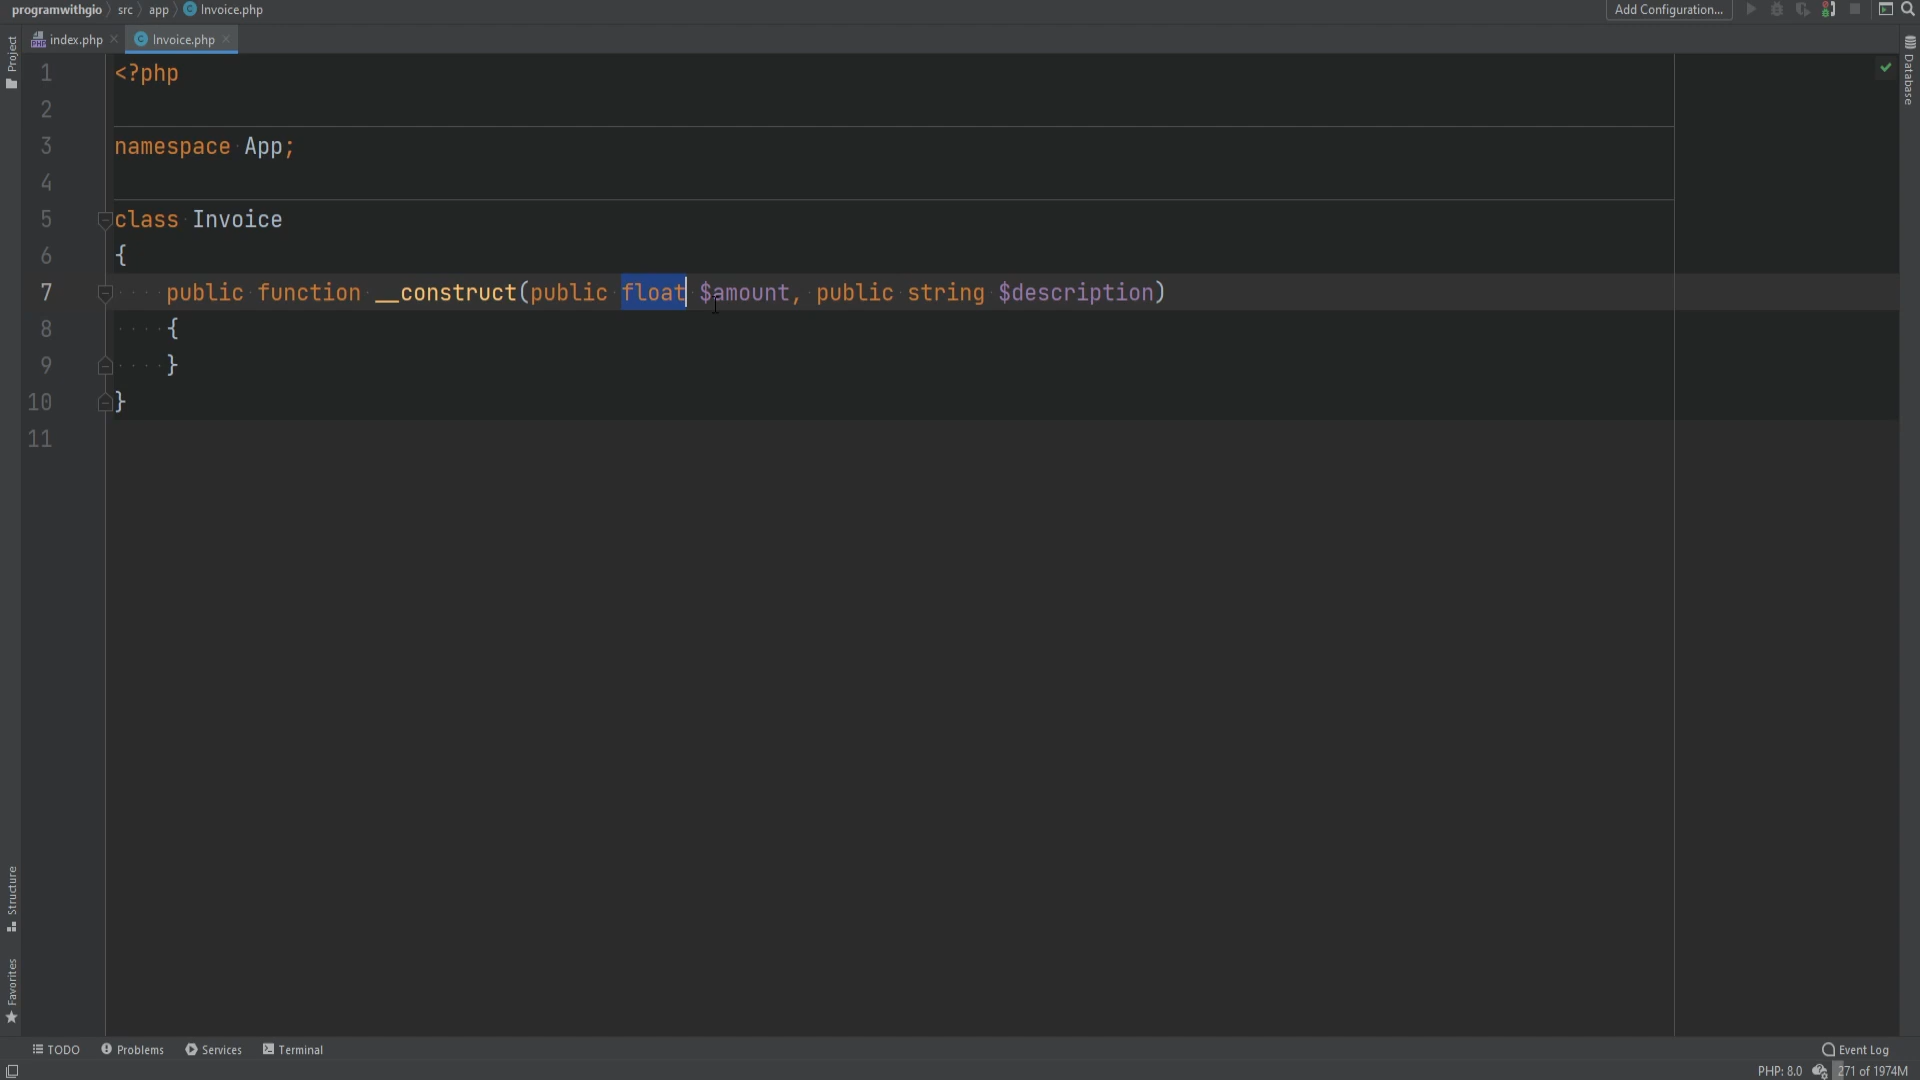 programwithgio src app Invoice.php
Add Configuration...
index.php Invoice.php
Project
Database
1 <?php
2
3 namespace App;
4
5 class Invoice
6 {
7 public function __construct(public float $amount, public string $description)
8 {
9 }
10 }
11
Structure
Favorites
TODO Problems Services Terminal Event Log
PHP: 8.0 271 of 1974M